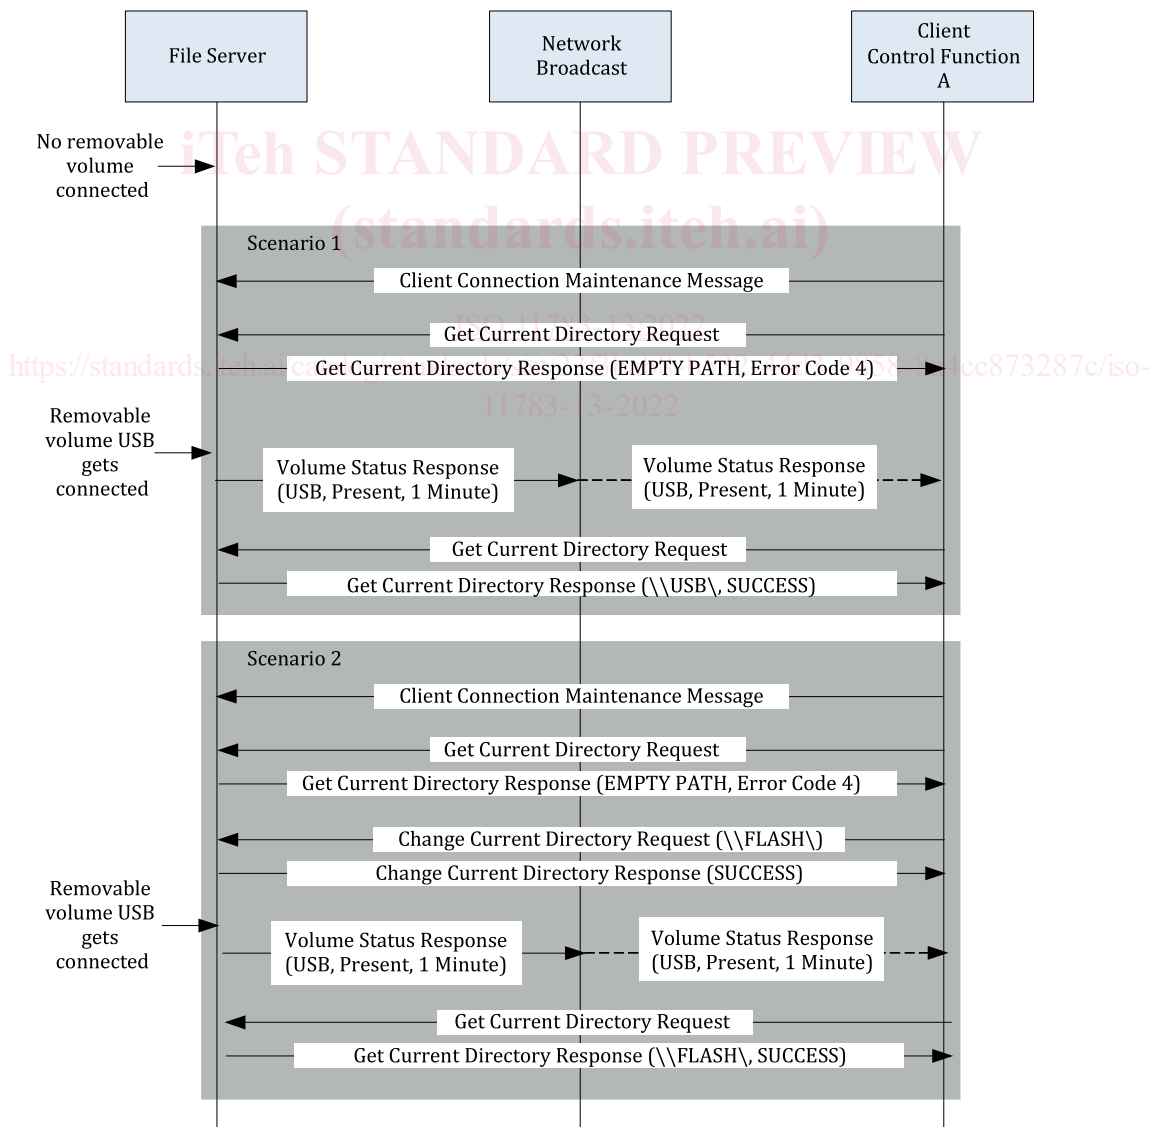 File Server
Network
Broadcast
Client
Control Function
A
No removable
volume
connected
iTeh STANDARD PREVIEW
(standards.iteh.ai)
Scenario 1
Client Connection Maintenance Message
ISO 11783-13:2022
Get Current Directory Request
Get Current Directory Response (EMPTY PATH, Error Code 4)
11783-13-2022
Removable
volume USB
gets
connected
Volume Status Response
(USB, Present, 1 Minute)
Volume Status Response
(USB, Present, 1 Minute)
Get Current Directory Request
Get Current Directory Response (\\USB\, SUCCESS)
Scenario 2
Client Connection Maintenance Message
Get Current Directory Request
Get Current Directory Response (EMPTY PATH, Error Code 4)
Change Current Directory Request (\\FLASH\)
Change Current Directory Response (SUCCESS)
Removable
volume USB
gets
connected
Volume Status Response
(USB, Present, 1 Minute)
Volume Status Response
(USB, Present, 1 Minute)
Get Current Directory Request
Get Current Directory Response (\\FLASH\, SUCCESS)